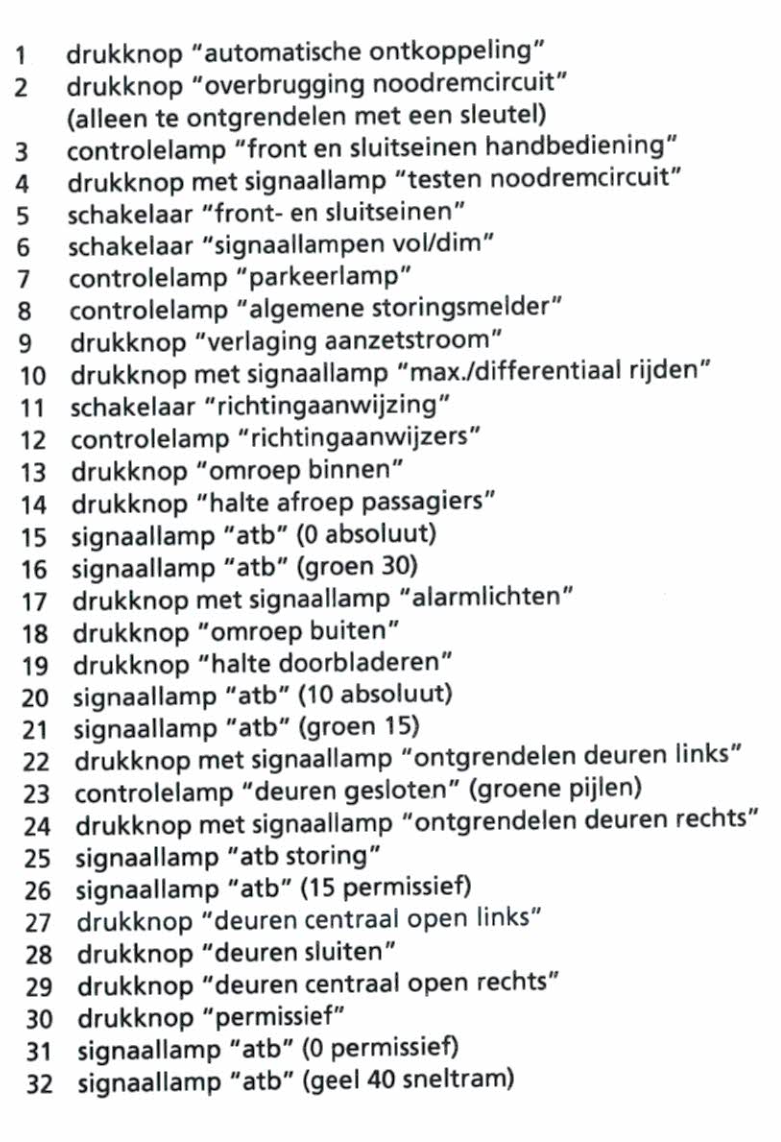 1 drukknop "automatische ontkoppeling"
2 drukknop "overbrugging noodremcircuit"
(alleen te ontgrendelen met een sleutel)
3 controlelamp "front en sluitseinen handbediening"
4 drukknop met signaallamp "testen noodremcircuit"
5 schakelaar "front- en sluitseinen"
6 schakelaar "signaallampen vol/dim"
7 controlelamp "parkeerlamp"
8 controlelamp "algemene storingsmelder"
9 drukknop "verlaging aanzetstroom"
10 drukknop met signaallamp "max./differentiaal rijden"
11 schakelaar "richtingaanwijzing"
12 controlelamp "richtingaanwijzers"
13 drukknop "omroep binnen"
14 drukknop "halte afroep passagiers"
15 signaallamp "atb" (0 absoluut)
16 signaallamp "atb" (groen 30)
17 drukknop met signaallamp "alarmlichten"
18 drukknop "omroep buiten"
19 drukknop "halte doorbladeren"
20 signaallamp "atb" (10 absoluut)
21 signaallamp "atb" (groen 15)
22 drukknop met signaallamp "ontgrendelen deuren links"
23 controlelamp "deuren gesloten" (groene pijlen)
24 drukknop met signaallamp "ontgrendelen deuren rechts"
25 signaallamp "atb storing"
26 signaallamp "atb" (15 permissief)
27 drukknop "deuren centraal open links"
28 drukknop "deuren sluiten"
29 drukknop "deuren centraal open rechts"
30 drukknop "permissief"
31 signaallamp "atb" (0 permissief)
32 signaallamp "atb" (geel 40 sneltram)